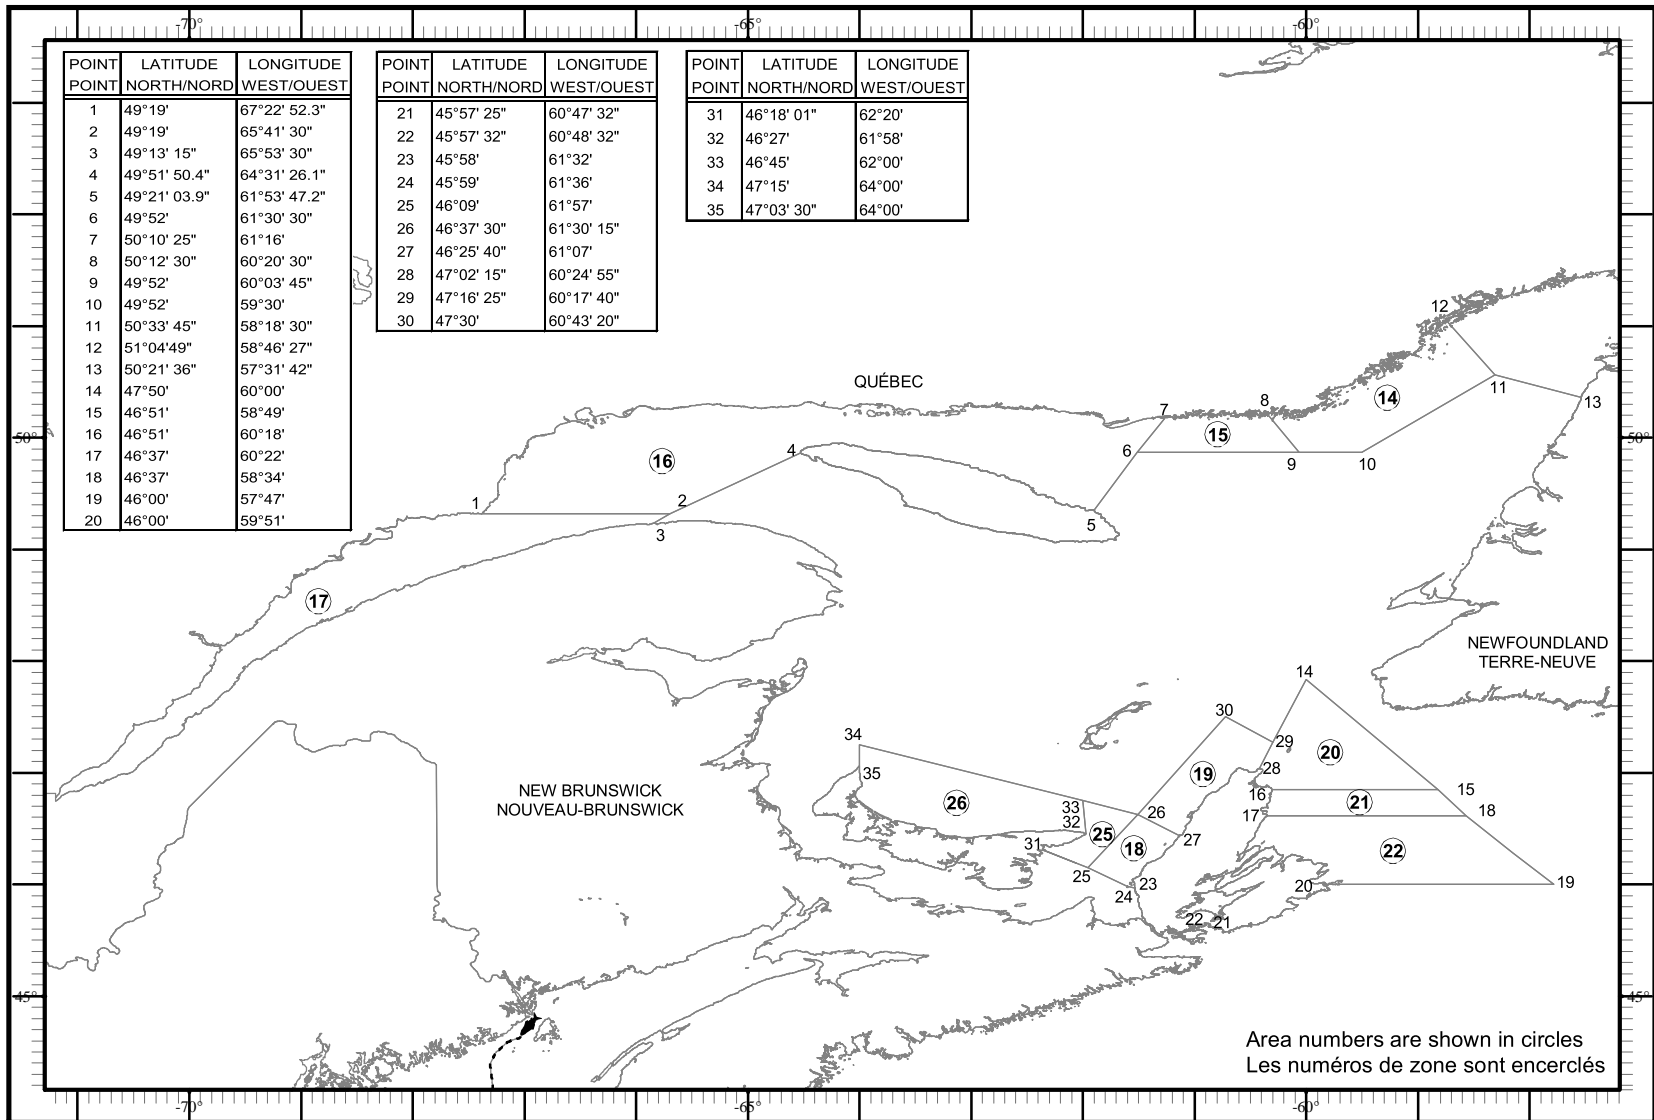 -70° -65° -60°
POINT LATITUDE LONGITUDE
POINT NORTH/NORD WEST/OUEST
1 49°19' 67°22' 52.3"
2 49°19' 65°41' 30"
3 49°13' 15" 65°53' 30"
4 49°51' 50.4" 64°31' 26.1"
5 49°21' 03.9" 61°53' 47.2"
6 49°52' 61°30' 30"
7 50°10' 25" 61°16'
8 50°12' 30" 60°20' 30"
9 49°52' 60°03' 45"
10 49°52' 59°30'
11 50°33' 45" 58°18' 30"
12 51°04'49" 58°46' 27"
13 50°21' 36" 57°31' 42"
14 47°50' 60°00'
15 46°51' 58°49'
16 46°51' 60°18'
17 46°37' 60°22'
18 46°37' 58°34'
19 46°00' 57°47'
20 46°00' 59°51'
POINT LATITUDE LONGITUDE
POINT NORTH/NORD WEST/OUEST
21 45°57' 25" 60°47' 32"
22 45°57' 32" 60°48' 32"
23 45°58' 61°32'
24 45°59' 61°36'
25 46°09' 61°57'
26 46°37' 30" 61°30' 15"
27 46°25' 40" 61°07'
28 47°02' 15" 60°24' 55"
29 47°16' 25" 60°17' 40"
30 47°30' 60°43' 20"
POINT LATITUDE LONGITUDE
POINT NORTH/NORD WEST/OUEST
31 46°18' 01" 62°20'
32 46°27' 61°58'
33 46°45' 62°00'
34 47°15' 64°00'
35 47°03' 30" 64°00'
12
QUÉBEC
11
13
14
7 8
15
50° 50°
4
6 9 10
16
1 2
3
5
17
NEWFOUNDLAND
TERRE-NEUVE
14
30
34
29
20
28
35
19
NEW BRUNSWICK
NOUVEAU-BRUNSWICK
26
16 15
21
33
32
26
17 18
25
27
31
18
22
25
23
24
20
19
22 21
45° 45°
Area numbers are shown in circles
Les numéros de zone sont encerclés
-70° -65° -60°